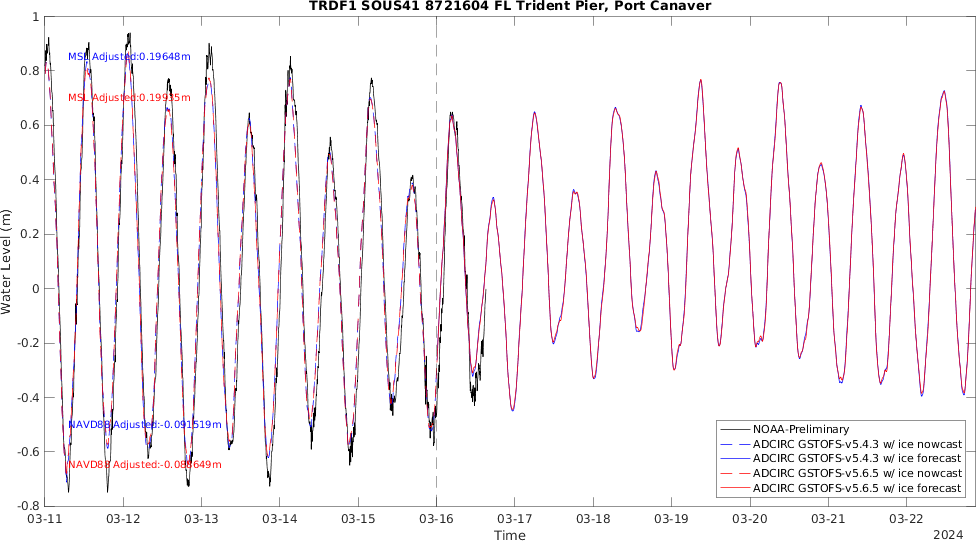 TRDF1 SOUS41 8721604 FL Trident Pier, Port Canaver
1
0.8
0.6
0.4
0.2
0
-0.2
-0.4
-0.6
-0.8
Water Level (m)
MSL Adjusted:0.19648m
MSL Adjusted:0.19935m
NAVD88 Adjusted:-0.091519m
NAVD88 Adjusted:-0.088649m
NOAA-Preliminary
ADCIRC GSTOFS-v5.4.3 w/ ice nowcast
ADCIRC GSTOFS-v5.4.3 w/ ice forecast
ADCIRC GSTOFS-v5.6.5 w/ ice nowcast
ADCIRC GSTOFS-v5.6.5 w/ ice forecast
03-11 03-12 03-13 03-14 03-15 03-16 03-17 03-18 03-19 03-20 03-21 03-22
Time
2024